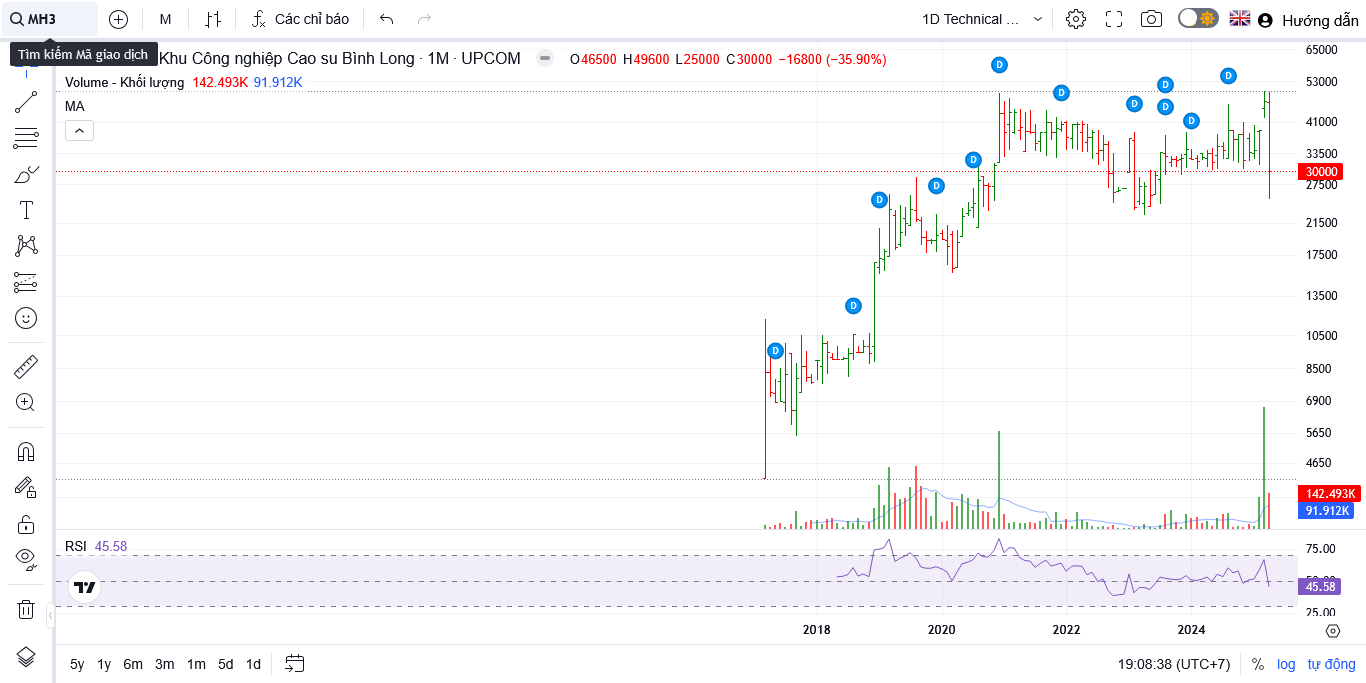 MH3
M
Các chỉ báo
1D Technical ...
Hướng dẫn
Tìm kiếm Mã giao dịch
Khu Công nghiệp Cao su Bình Long · 1M · UPCOM
O46500 H49600 L25000 C30000 −16800 (−35.90%)
Volume - Khối lượng 142.493K 91.912K
MA
D
D
D
D
D
D
D
D
D
D
D
D
65000
53000
41000
33500
30000
27500
21500
17500
13500
10500
8500
6900
5650
4650
142.493K
91.912K
RSI 45.58
75.00
50.00
45.58
25.00
2018
2020
2022
2024
5y 1y 6m 3m 1m 5d 1d
19:08:38 (UTC+7)
% log tự động